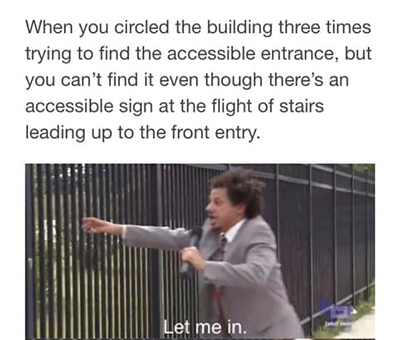 When you circled the building three times
trying to find the accessible entrance, but
you can’t find it even though there’s an
accessible sign at the flight of stairs
leading up to the front entry.
Let me in.